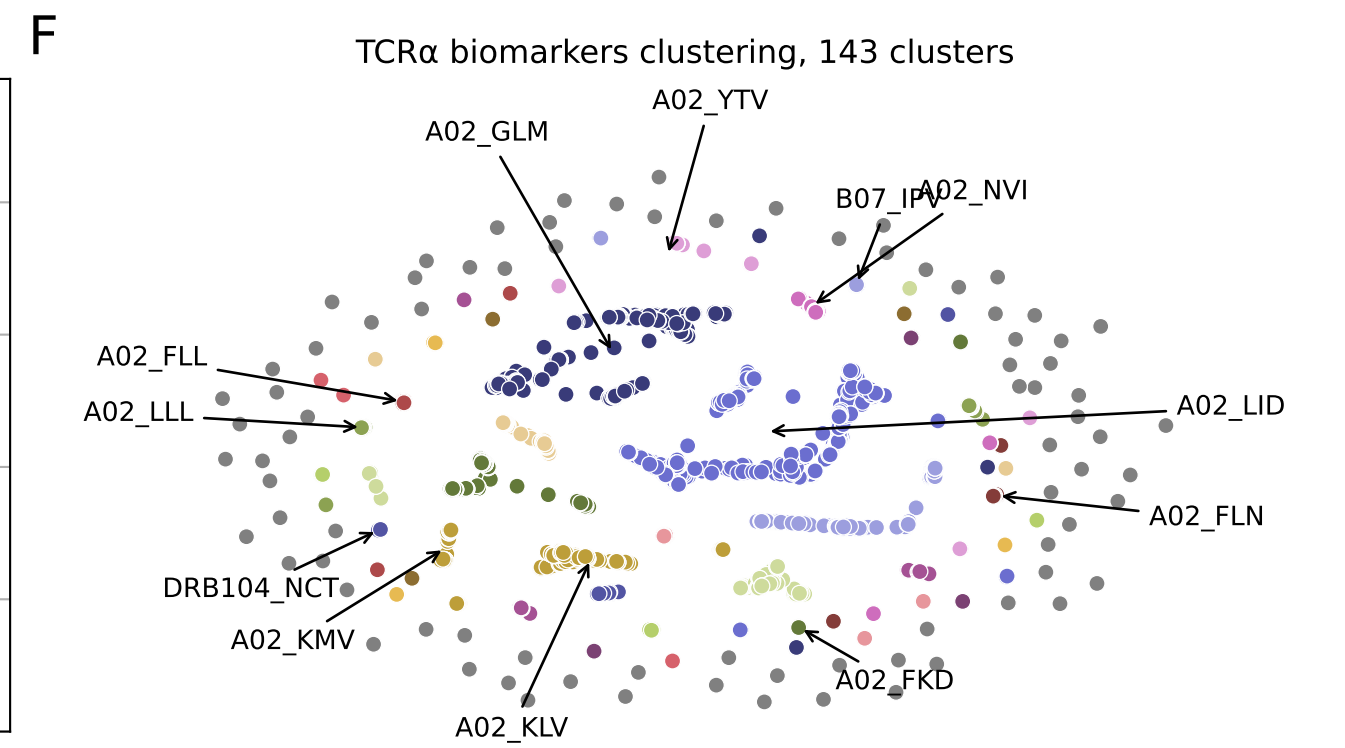 F
TCRα biomarkers clustering, 143 clusters
A02_YTV
A02_GLM
A02_NVI
B07_IPV
A02_FLL
A02_LLL
A02_LID
A02_FLN
DRB104_NCT
A02_KMV
A02_FKD
A02_KLV